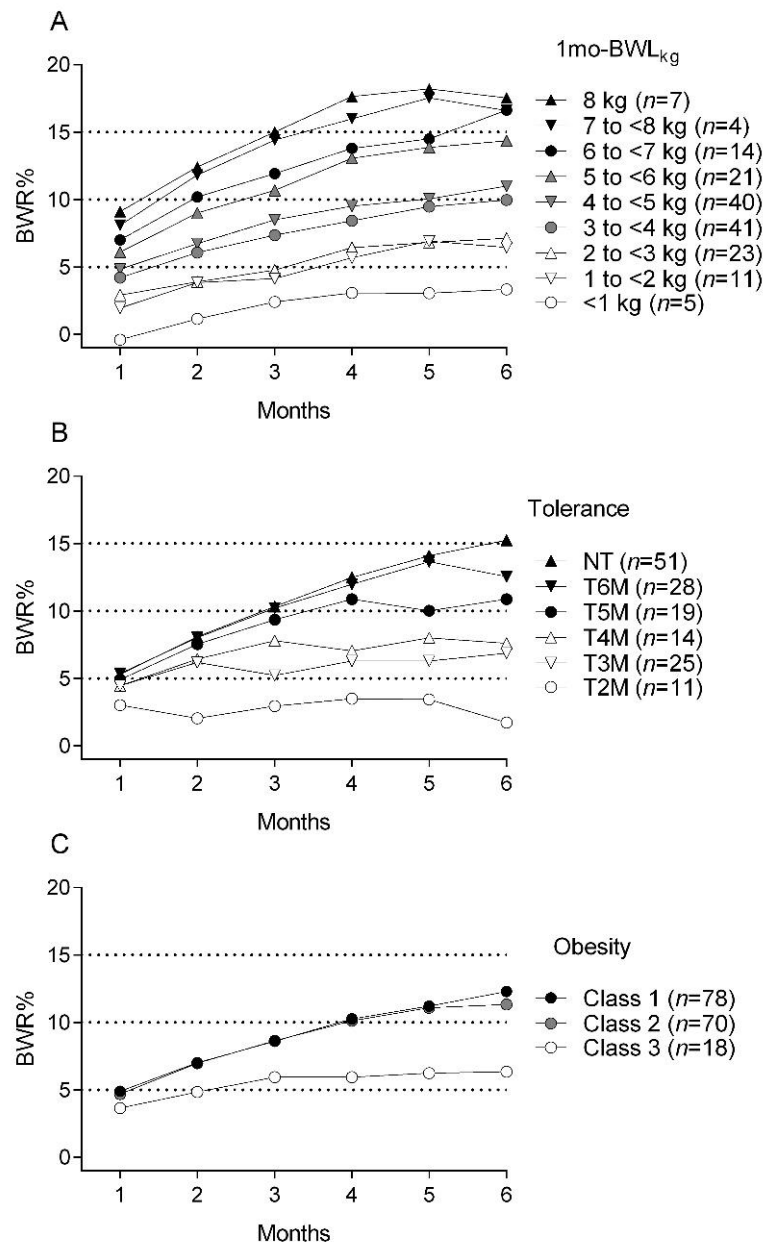 A
1mo-BWLkg
20
15
10
5
0
BWR%
1 2 3 4 5 6
Months
8 kg (n=7)
7 to <8 kg (n=4)
6 to <7 kg (n=14)
5 to <6 kg (n=21)
4 to <5 kg (n=40)
3 to <4 kg (n=41)
2 to <3 kg (n=23)
1 to <2 kg (n=11)
<1 kg (n=5)
B
20
15
10
5
0
BWR%
1 2 3 4 5 6
Months
Tolerance
NT (n=51)
T6M (n=28)
T5M (n=19)
T4M (n=14)
T3M (n=25)
T2M (n=11)
C
20
15
10
5
0
BWR%
1 2 3 4 5 6
Months
Obesity
Class 1 (n=78)
Class 2 (n=70)
Class 3 (n=18)